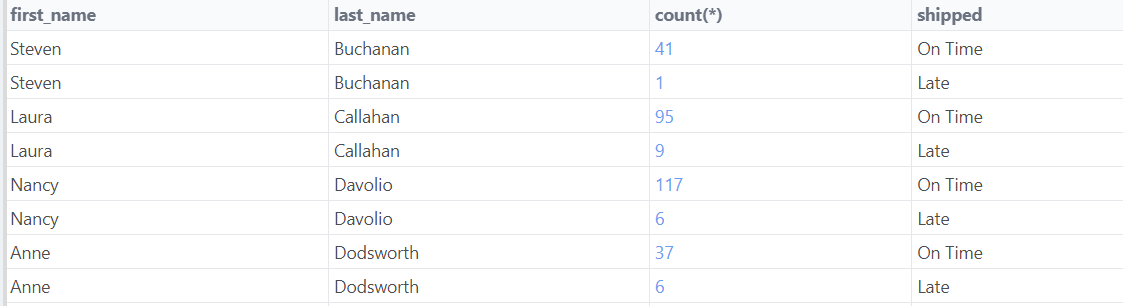 first_name last_name count(*) shipped
Steven Buchanan 41 On Time
Steven Buchanan 1 Late
Laura Callahan 95 On Time
Laura Callahan 9 Late
Nancy Davolio 117 On Time
Nancy Davolio 6 Late
Anne Dodsworth 37 On Time
Anne Dodsworth 6 Late